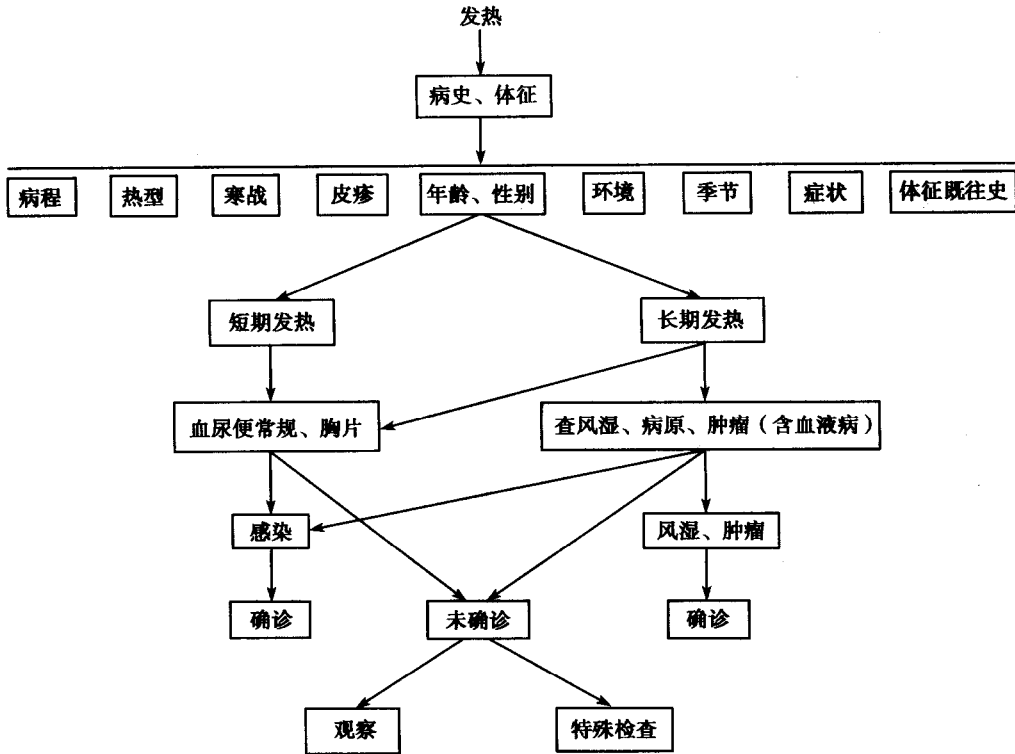 发热
病史、体征
病程 热型 寒战 皮疹 年龄、性别 环境 季节 症状 体征既往史
短期发热 长期发热
血尿便常规、胸片 查风湿、病原、肿瘤（含血液病）
感染 风湿、肿瘤
确诊 未确诊 确诊
观察 特殊检查